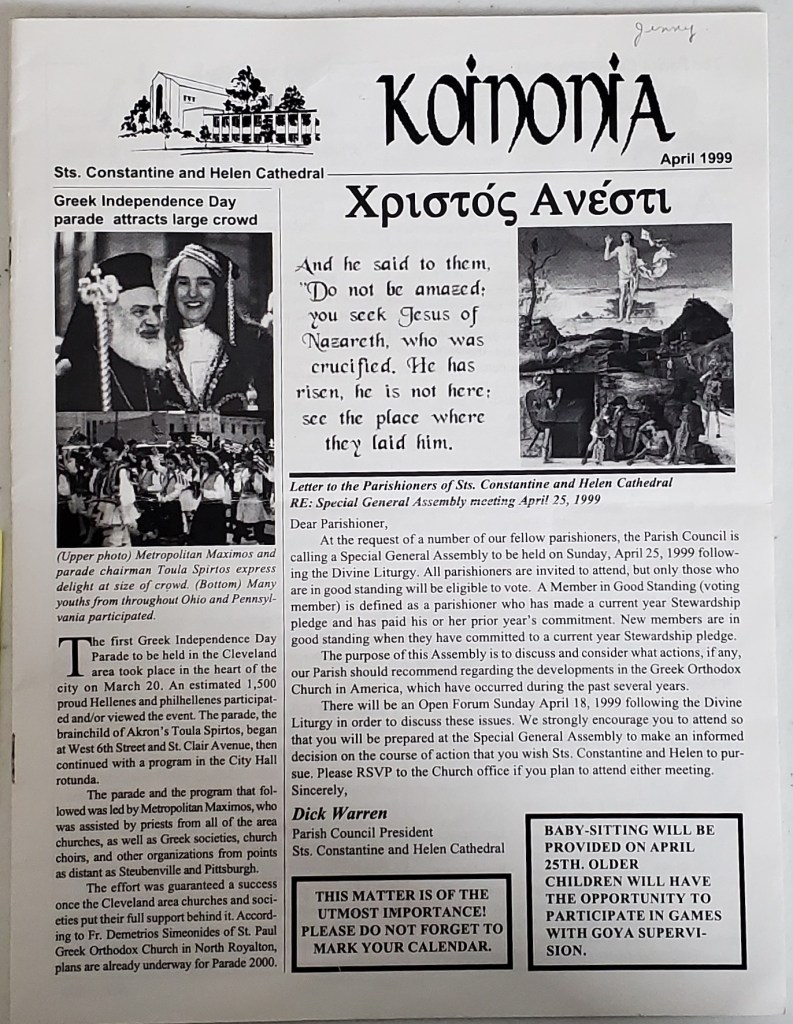 Jenny
KOINONIA
April 1999
Sts. Constantine and Helen Cathedral
Greek Independence Day
parade attracts large crowd
(Upper photo) Metropolitan Maximos and
parade chairman Toula Spirtos express
delight at size of crowd. (Bottom) Many
youths from throughout Ohio and Pennsyl-
vania participated.
The first Greek Independence Day
Parade to be held in the Cleveland
area took place in the heart of the
city on March 20. An estimated 1,500
proud Hellenes and philhellenes participat-
ed and/or viewed the event. The parade, the
brainchild of Akron's Toula Spirtos, began
at West 6th Street and St. Clair Avenue, then
continued with a program in the City Hall
rotunda.
The parade and the program that fol-
lowed was led by Metropolitan Maximos, who
was assisted by priests from all of the area
churches, as well as Greek societies, church
choirs, and other organizations from points
as distant as Steubenville and Pittsburgh.
The effort was guaranteed a success
once the Cleveland area churches and soci-
eties put their full support behind it. Accord-
ing to Fr. Demetrios Simeonides of St. Paul
Greek Orthodox Church in North Royalton,
plans are already underway for Parade 2000.
Χριστός Ανέστι
And he said to them,
"Do not be amazed;
you seek Jesus of
Nazareth, who was
crucified. He has
risen, he is not here;
see the place where
they laid him.
Letter to the Parishioners of Sts. Constantine and Helen Cathedral
RE: Special General Assembly meeting April 25, 1999
Dear Parishioner,
At the request of a number of our fellow parishioners, the Parish Council is
calling a Special General Assembly to be held on Sunday, April 25, 1999 follow-
ing the Divine Liturgy. All parishioners are invited to attend, but only those who
are in good standing will be eligible to vote. A Member in Good Standing (voting
member) is defined as a parishioner who has made a current year Stewardship
pledge and has paid his or her prior year's commitment. New members are in
good standing when they have committed to a current year Stewardship pledge.
The purpose of this Assembly is to discuss and consider what actions, if any,
our Parish should recommend regarding the developments in the Greek Orthodox
Church in America, which have occurred during the past several years.
There will be an Open Forum Sunday April 18, 1999 following the Divine
Liturgy in order to discuss these issues. We strongly encourage you to attend so
that you will be prepared at the Special General Assembly to make an informed
decision on the course of action that you wish Sts. Constantine and Helen to pur-
sue. Please RSVP to the Church office if you plan to attend either meeting.
Sincerely,
Dick Warren
Parish Council President
Sts. Constantine and Helen Cathedral
THIS MATTER IS OF THE
UTMOST IMPORTANCE!
PLEASE DO NOT FORGET TO
MARK YOUR CALENDAR.
BABY-SITTING WILL BE
PROVIDED ON APRIL
25TH. OLDER
CHILDREN WILL HAVE
THE OPPORTUNITY TO
PARTICIPATE IN GAMES
WITH GOYA SUPERVI-
SION.